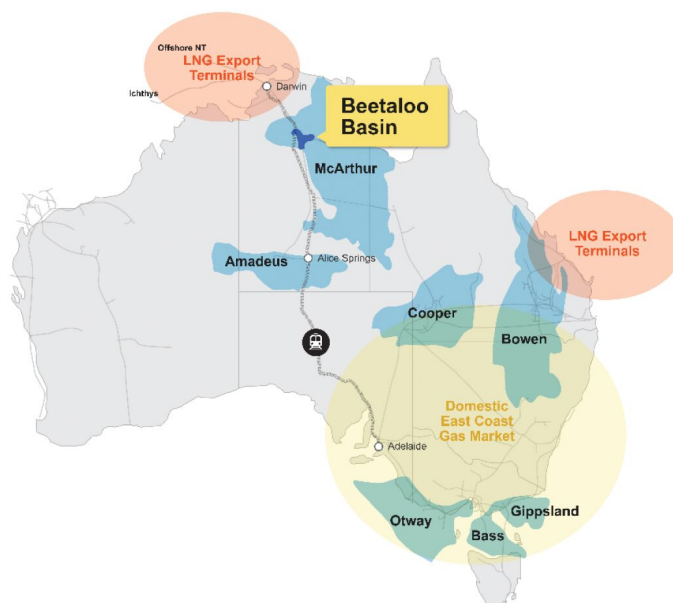 Offshore NT
LNG Export
Terminals
Ichthys
Darwin
Beetaloo
Basin
McArthur
LNG Export
Terminals
Amadeus
Alice Springs
Cooper
Bowen
Domestic
East Coast
Gas Market
Adelaide
Otway
Gippsland
Bass